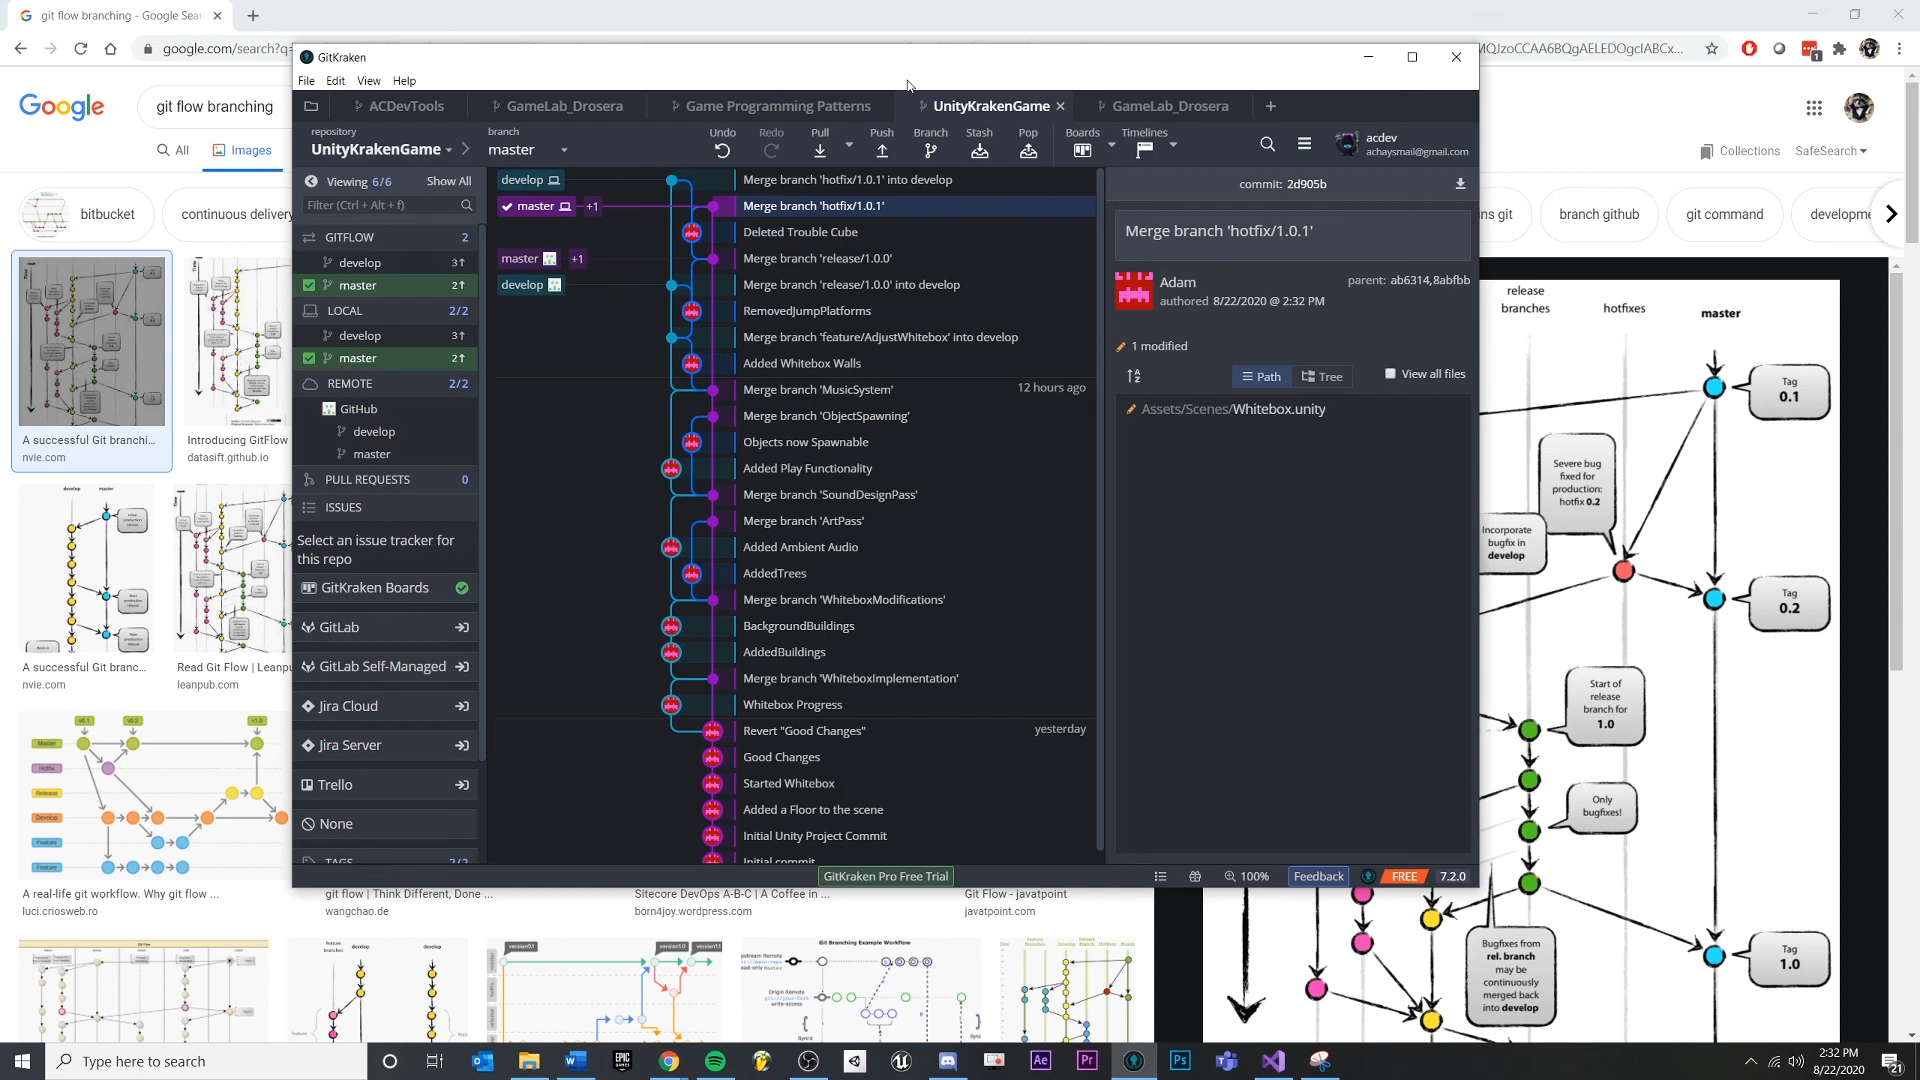 git flow branching - Google Sear
google.com/search?q=
MQJzoCCAA6BQgAELEDOgcIABCx...
1
Google
git flow branching
All
Images
Collections
SafeSearch
bitbucket
continuous delivery
ns git
branch github
git command
developme
A successful Git branchi...
nvie.com
Introducing GitFlow
datasift.github.io
A successful Git branc...
nvie.com
Read Git Flow | Leanpu
leanpub.com
A real-life git workflow. Why git flow ...
luci.criosweb.ro
git flow | Think Different, Done ...
wangchao.de
Sitecore DevOps A-B-C | A Coffee in ...
born4joy.wordpress.com
Git Flow - javatpoint
javatpoint.com
GitKraken
File Edit View Help
ACDevTools
GameLab_Drosera
Game Programming Patterns
UnityKrakenGame
GameLab_Drosera
repository
UnityKrakenGame
branch
master
Undo
Redo
Pull
Push
Branch
Stash
Pop
Boards
Timelines
acdev
achaysmail@gmail.com
Viewing 6/6
Show All
Filter (Ctrl + Alt + f)
GITFLOW 2
develop 3↑
master 2↑
LOCAL 2/2
develop 3↑
master 2↑
REMOTE 2/2
GitHub
develop
master
PULL REQUESTS 0
ISSUES
Select an issue tracker for
this repo
GitKraken Boards
GitLab
GitLab Self-Managed
Jira Cloud
Jira Server
Trello
None
TAGS 2/2
develop
Merge branch 'hotfix/1.0.1' into develop
master +1
Merge branch 'hotfix/1.0.1'
Deleted Trouble Cube
master +1
Merge branch 'release/1.0.0'
develop
Merge branch 'release/1.0.0' into develop
RemovedJumpPlatforms
Merge branch 'feature/AdjustWhitebox' into develop
Added Whitebox Walls
Merge branch 'MusicSystem'
12 hours ago
Merge branch 'ObjectSpawning'
Objects now Spawnable
Added Play Functionality
Merge branch 'SoundDesignPass'
Merge branch 'ArtPass'
Added Ambient Audio
AddedTrees
Merge branch 'WhiteboxModifications'
BackgroundBuildings
AddedBuildings
Merge branch 'WhiteboxImplementation'
Whitebox Progress
Revert "Good Changes"
yesterday
Good Changes
Started Whitebox
Added a Floor to the scene
Initial Unity Project Commit
Initial commit
commit: 2d905b
Merge branch 'hotfix/1.0.1'
Adam
authored 8/22/2020 @ 2:32 PM
parent: ab6314,8abfbb
1 modified
Path
Tree
View all files
Assets/Scenes/Whitebox.unity
GitKraken Pro Free Trial
100%
Feedback
FREE
7.2.0
release
branches
hotfixes
master
Tag
0.1
Severe bug
fixed for
production:
hotfix 0.2
Incorporate
bugfix in
develop
Tag
0.2
Start of
release
branch for
1.0
Only
bugfixes!
Bugfixes from
rel. branch
may be
continuously
merged back
into develop
Tag
1.0
Git Branching Example Workflow
Type here to search
2:32 PM
8/22/2020
21